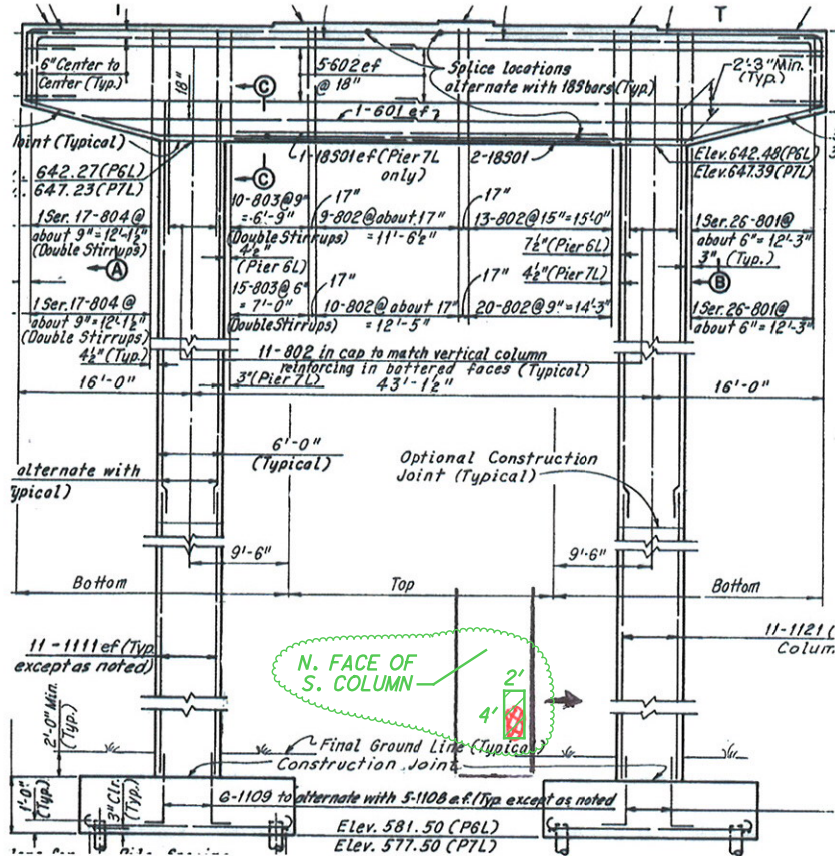 T
6" Center to
Center (Typ.)
18"
C
5-602 ef
@ 18"
Splice locations
alternate with 18S bars (Typ.)
2'-3" Min.
(Typ.)
1-601 ef
Joint (Typical)
1-18S01 ef (Pier 7L
only)
2-18S01
642.27 (P6L)
647.23 (P7L)
C
Elev. 642.48 (P6L)
Elev. 647.39 (P7L)
1 Ser. 17-804 @
about 9" = 12'-1½"
(Double Stirrups)
A
10-803 @ 9"
= 6'-9"
(Double Stirrups)
4½"
(Pier 6L)
17"
9-802 @ about 17"
= 11'-6½"
17"
13-802 @ 15" = 15'-0"
7½" (Pier 6L)
4½" (Pier 7L)
1 Ser. 26-801 @
about 6" = 12'-3"
3" (Typ.)
B
1 Ser. 17-804 @
about 9" = 12'-1½"
(Double Stirrups)
4½" (Typ.)
15-803 @ 6"
= 7'-0"
(Double Stirrups)
17"
10-802 @ about 17"
= 12'-5"
17"
20-802 @ 9" = 14'-3"
1 Ser. 26-801 @
about 6" = 12'-3"
11-802 in cap to match vertical column
reinforcing in battered faces (Typical)
16'-0"
3" (Pier 7L)
43'-1½"
16'-0"
6'-0"
(Typical)
alternate with
Typical)
Optional Construction
Joint (Typical)
9'-6"
9'-6"
Bottom
Top
Bottom
11-1111 ef (Typ.
except as noted)
11-1121 (
Colum
N. FACE OF
S. COLUMN
2'
4'
2'-0" Min.
(Typ.)
Final Ground Line (Typical)
Construction Joint
1'-0"
(Typ.)
3" Clr.
(Typ.)
6-1109 to alternate with 5-1108 e.f. (Typ. except as noted
Elev. 581.50 (P6L)
Elev. 577.50 (P7L)